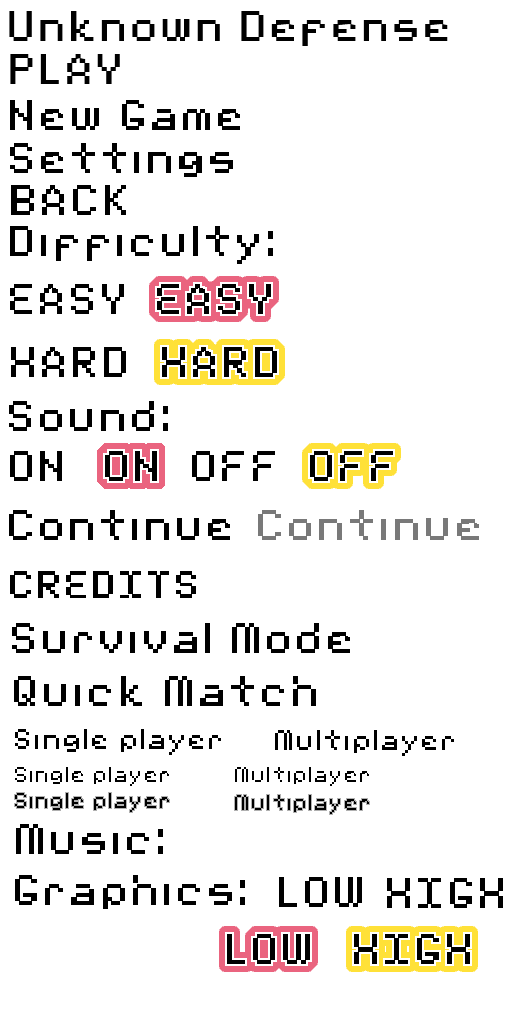 Unknown Defense
PLAY
New Game
Settings
BACK
Difficulty:
EASY EASY
HARD HARD
Sound:
ON ON OFF OFF
Continue Continue
CREDITS
Survival Mode
Quick Match
Single player Multiplayer
Single player Multiplayer
Single player Multiplayer
Music:
Graphics: LOW HIGH
LOW HIGH